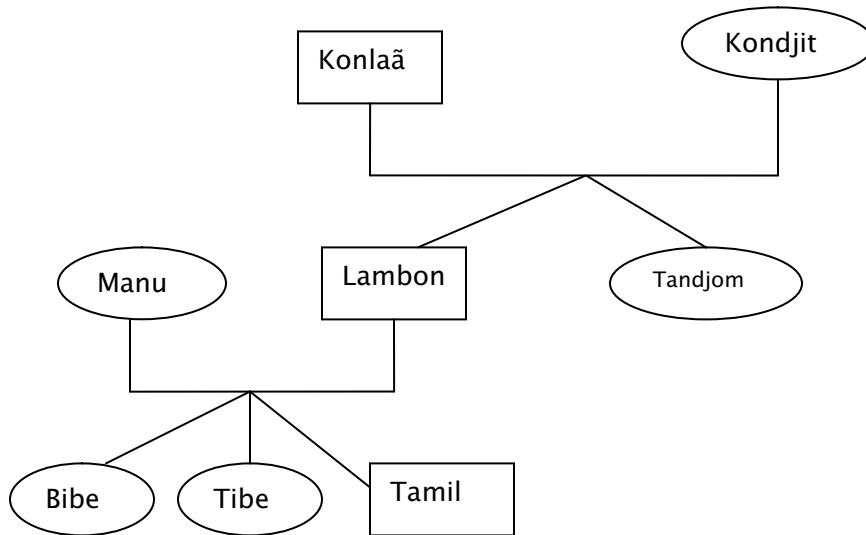 Konlaã
Kondjit
Manu
Lambon
Tandjom
Bibe
Tibe
Tamil